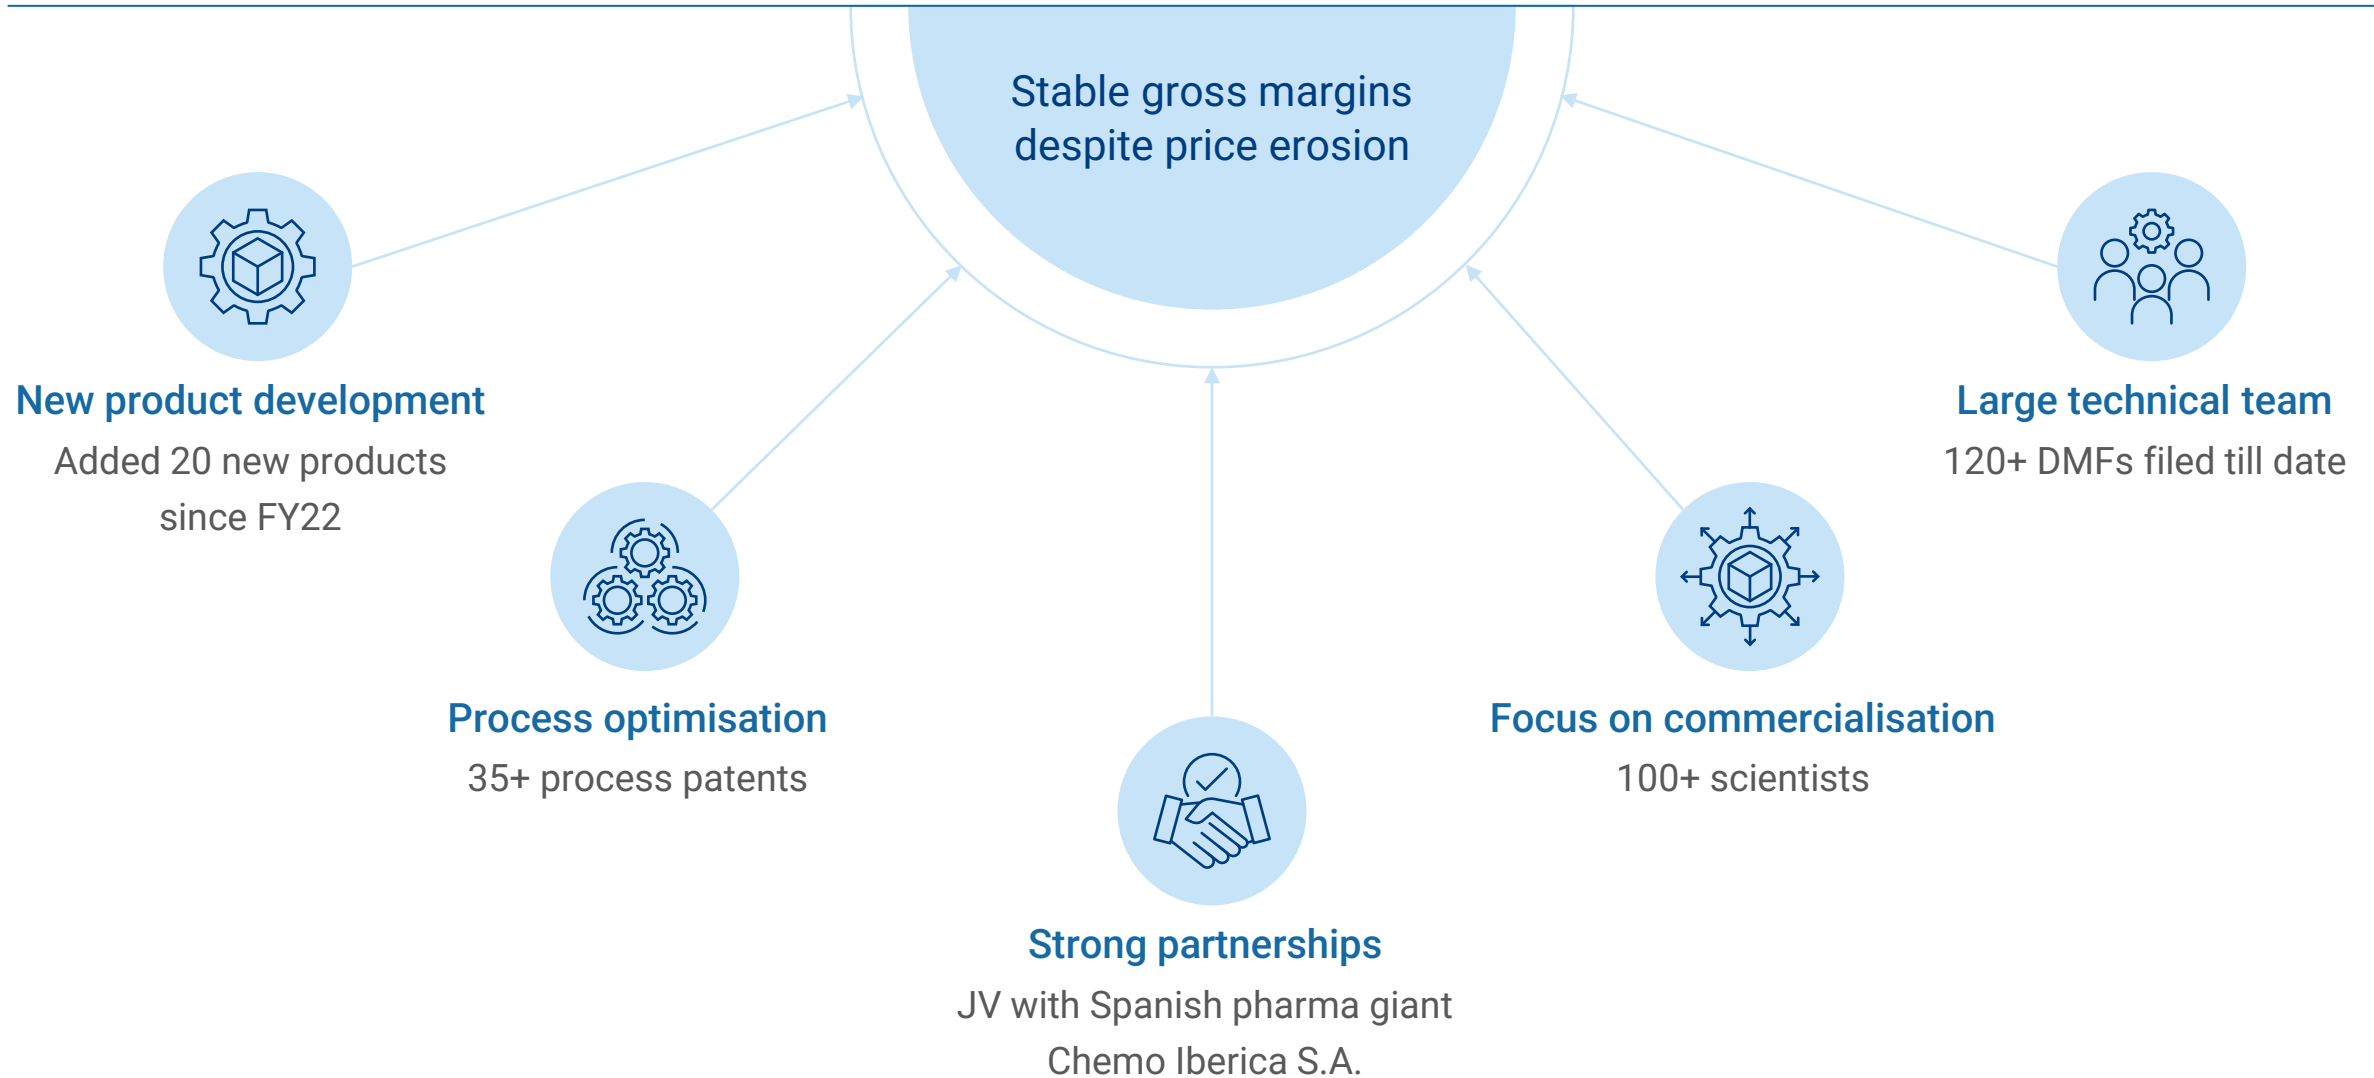 Stable gross margins
despite price erosion
New product development
Added 20 new products
since FY22
Process optimisation
35+ process patents
Strong partnerships
JV with Spanish pharma giant
Chemo Iberica S.A.
Focus on commercialisation
100+ scientists
Large technical team
120+ DMFs filed till date